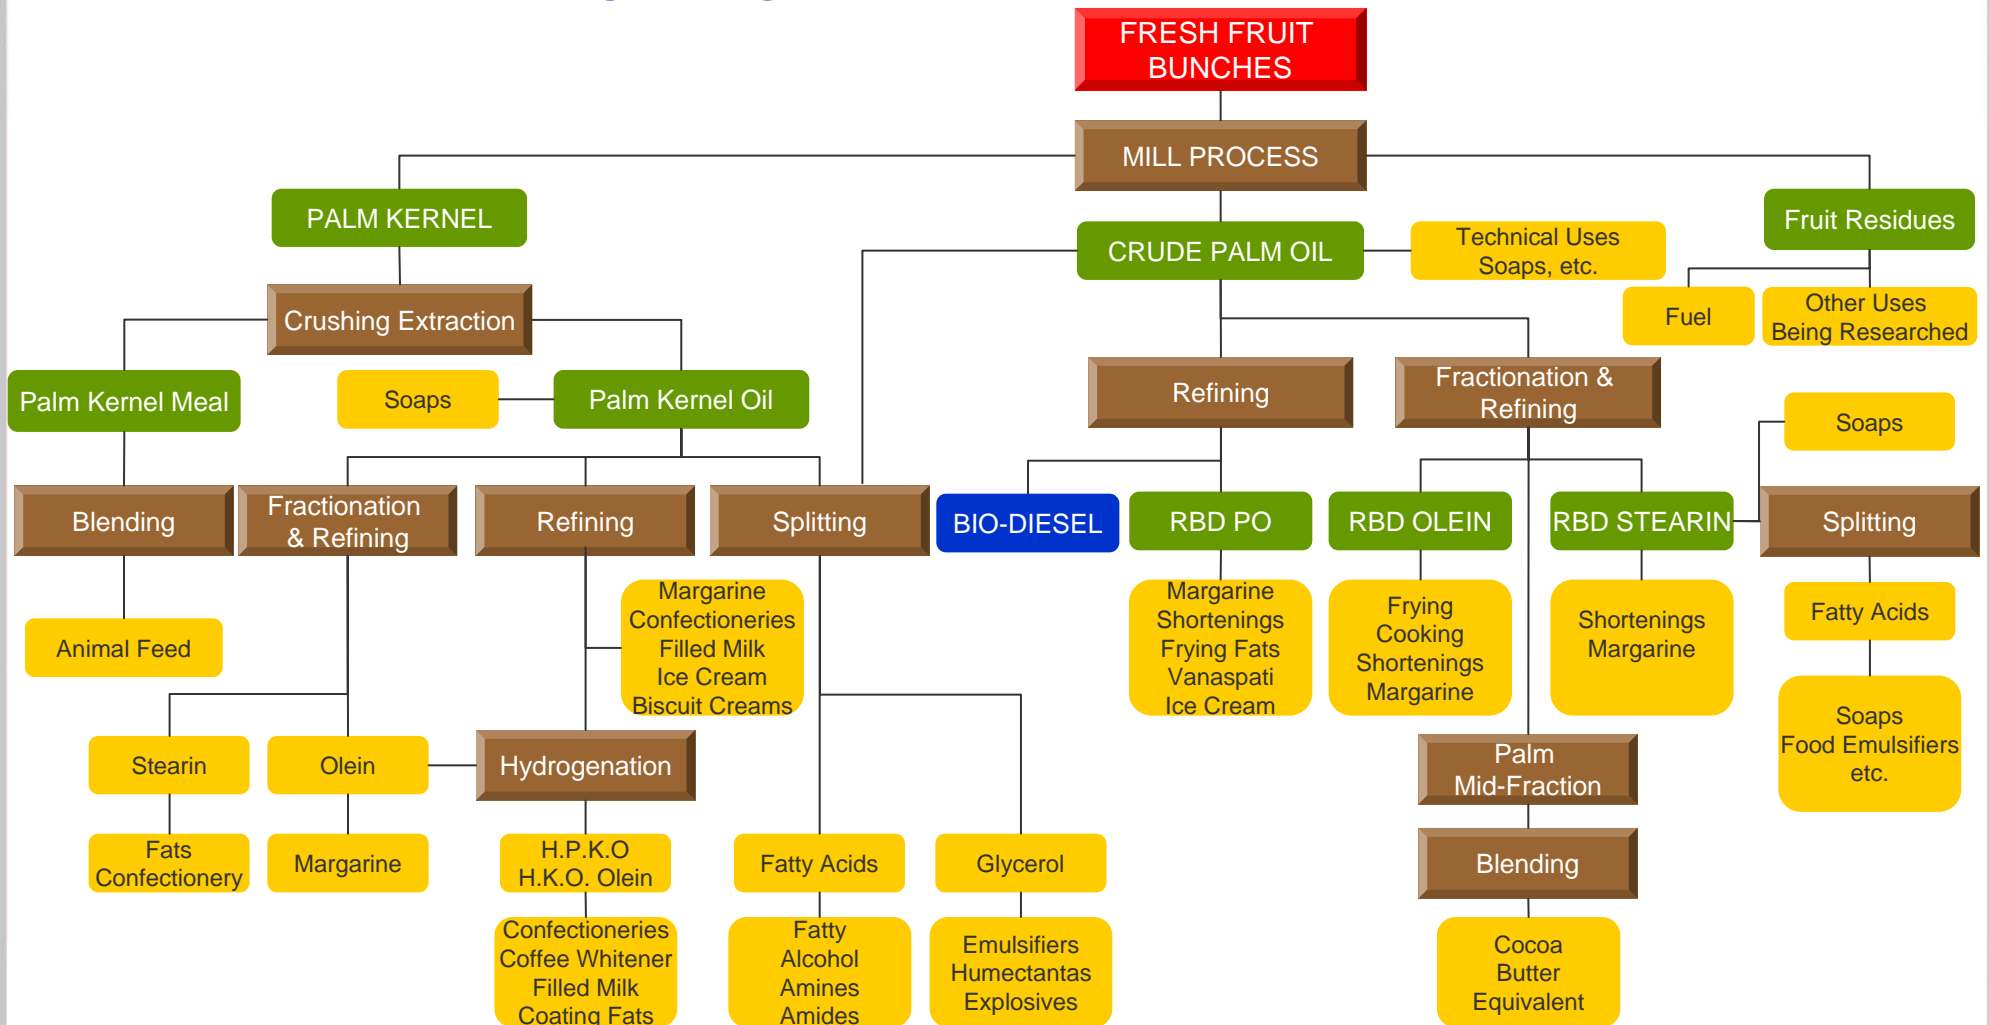 FRESH FRUIT
BUNCHES
MILL PROCESS
PALM KERNEL
CRUDE PALM OIL
Technical Uses
Soaps, etc.
Fruit Residues
Crushing Extraction
Fuel
Other Uses
Being Researched
Palm Kernel Meal
Soaps
Palm Kernel Oil
Refining
Fractionation &
Refining
Soaps
Blending
Fractionation
& Refining
Refining
Splitting
BIO-DIESEL
RBD PO
RBD OLEIN
RBD STEARIN
Splitting
Animal Feed
Margarine
Confectioneries
Filled Milk
Ice Cream
Biscuit Creams
Margarine
Shortenings
Frying Fats
Vanaspati
Ice Cream
Frying
Cooking
Shortenings
Margarine
Shortenings
Margarine
Fatty Acids
Soaps
Food Emulsifiers
etc.
Stearin
Olein
Hydrogenation
Palm
Mid-Fraction
Fats
Confectionery
Margarine
H.P.K.O
H.K.O. Olein
Fatty Acids
Glycerol
Blending
Confectioneries
Coffee Whitener
Filled Milk
Coating Fats
Fatty
Alcohol
Amines
Amides
Emulsifiers
Humectantas
Explosives
Cocoa
Butter
Equivalent